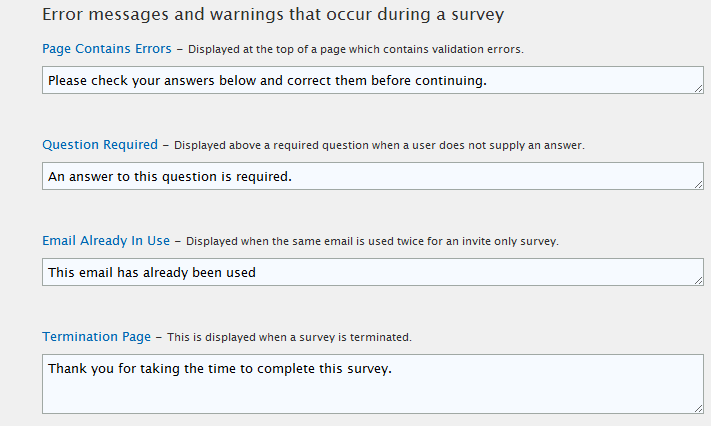 Error messages and warnings that occur during a survey
Page Contains Errors – Displayed at the top of a page which contains validation errors.
Please check your answers below and correct them before continuing.
Question Required – Displayed above a required question when a user does not supply an answer.
An answer to this question is required.
Email Already In Use – Displayed when the same email is used twice for an invite only survey.
This email has already been used
Termination Page – This is displayed when a survey is terminated.
Thank you for taking the time to complete this survey.